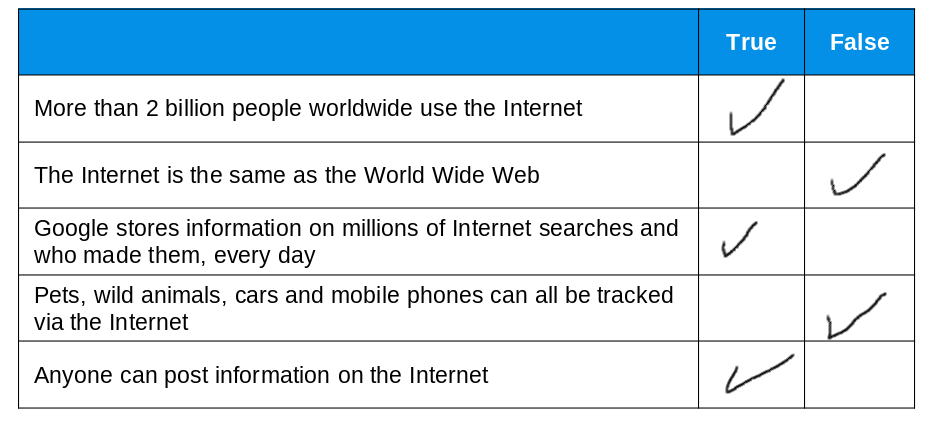 True False
More than 2 billion people worldwide use the Internet ✓
The Internet is the same as the World Wide Web ✓
Google stores information on millions of Internet searches and
who made them, every day ✓
Pets, wild animals, cars and mobile phones can all be tracked
via the Internet ✓
Anyone can post information on the Internet ✓